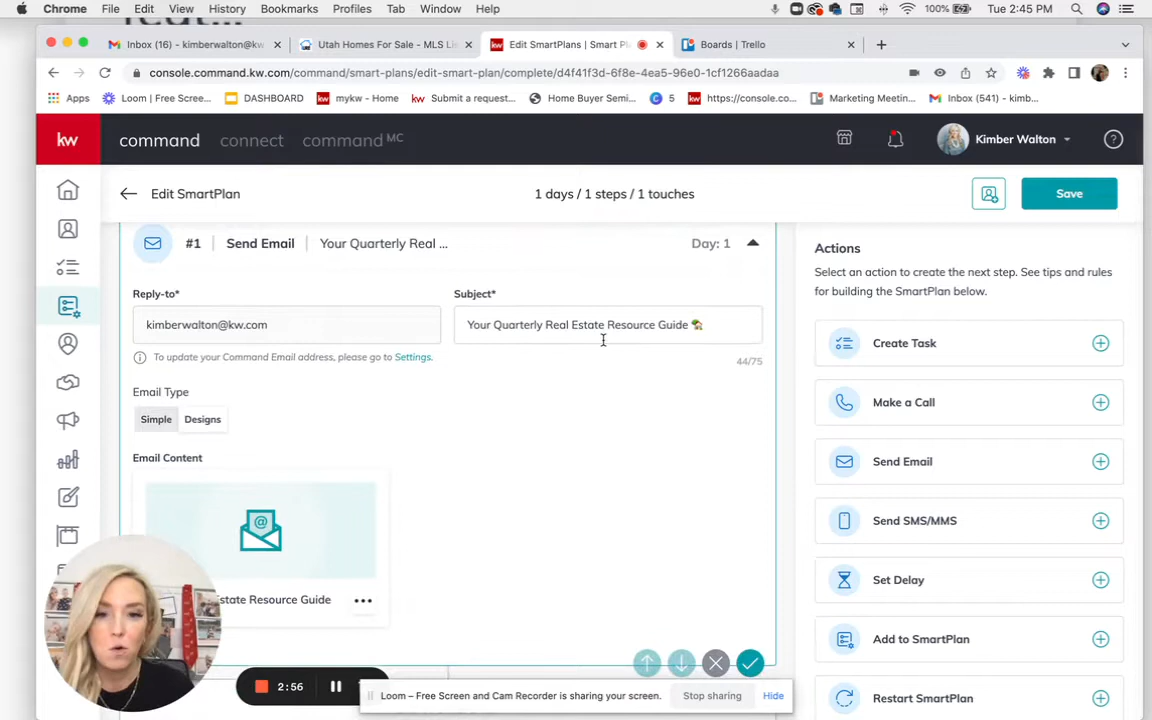 Chrome File Edit View History Bookmarks Profiles Tab Window Help 100% Tue 2:45 PM
Inbox (16) - kimberwalton@kw Utah Homes For Sale - MLS Lis Edit SmartPlans | Smart Pl Boards | Trello
console.command.kw.com/command/smart-plans/edit-smart-plan/complete/d4f41f3d-6f8e-4ea5-96e0-1cf1266aadaa
Apps Loom | Free Scree... DASHBOARD mykw - Home Submit a request... Home Buyer Semi... 5 https://console.co... Marketing Meetin... Inbox (541) - kimb...
kw command connect command MC Kimber Walton
Edit SmartPlan 1 days / 1 steps / 1 touches Save
#1 Send Email Your Quarterly Real ... Day: 1
Reply-to* Subject*
kimberwalton@kw.com Your Quarterly Real Estate Resource Guide 🏡
To update your Command Email address, please go to Settings. 44/75
Email Type
Simple Designs
Email Content
state Resource Guide
Actions
Select an action to create the next step. See tips and rules
for building the SmartPlan below.
Create Task
Make a Call
Send Email
Send SMS/MMS
Set Delay
Add to SmartPlan
Restart SmartPlan
2:56
Loom – Free Screen and Cam Recorder is sharing your screen. Stop sharing Hide